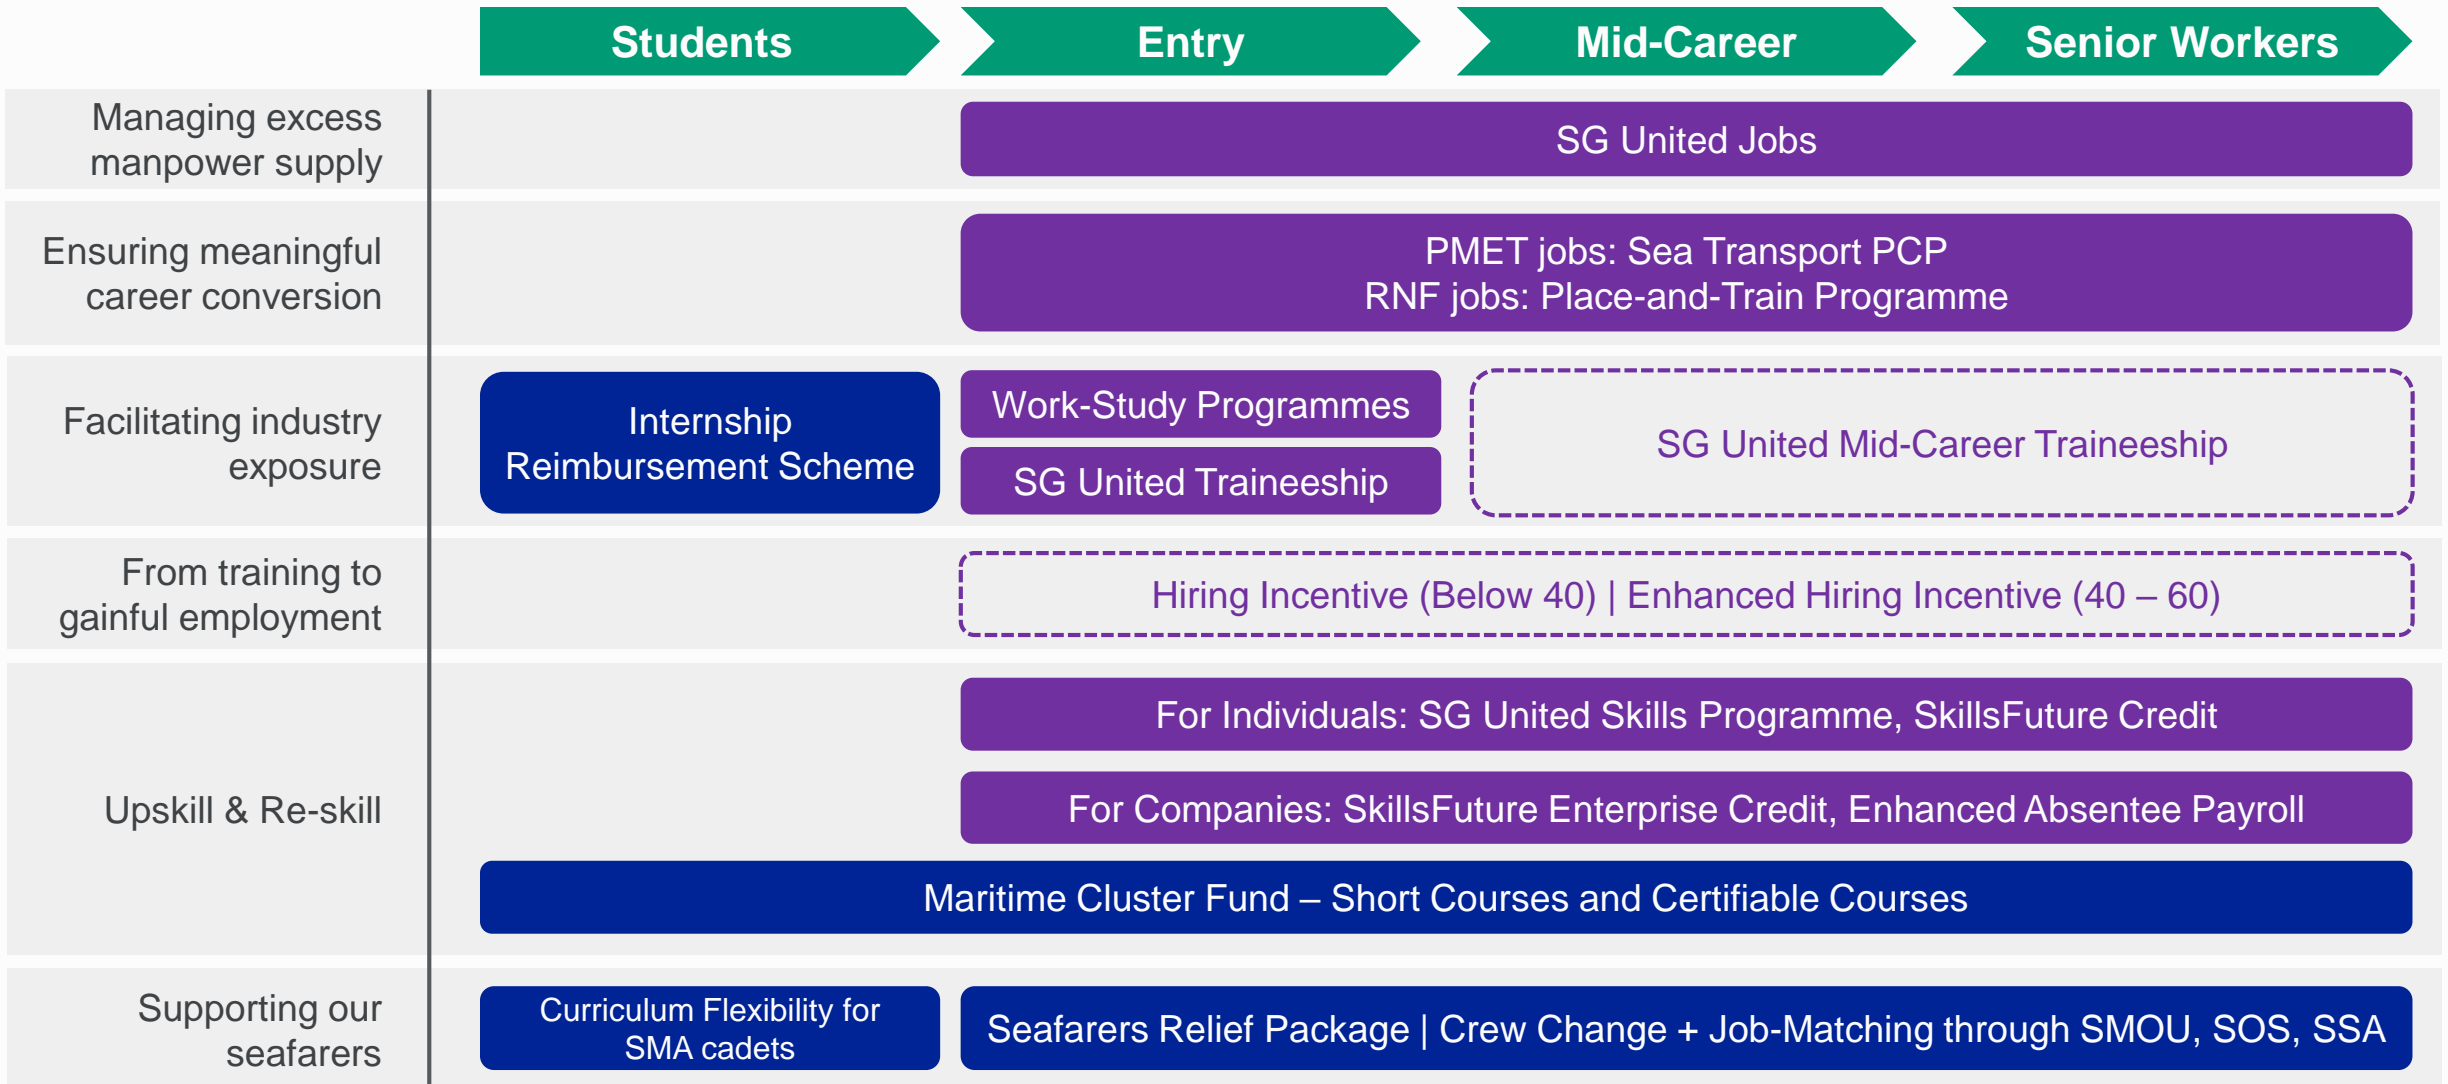 Students
Entry
Mid-Career
Senior Workers
Managing excess
manpower supply
SG United Jobs
Ensuring meaningful
career conversion
PMET jobs: Sea Transport PCP
RNF jobs: Place-and-Train Programme
Facilitating industry
exposure
Internship
Reimbursement Scheme
Work-Study Programmes
SG United Traineeship
SG United Mid-Career Traineeship
From training to
gainful employment
Hiring Incentive (Below 40) | Enhanced Hiring Incentive (40 – 60)
Upskill & Re-skill
For Individuals: SG United Skills Programme, SkillsFuture Credit
For Companies: SkillsFuture Enterprise Credit, Enhanced Absentee Payroll
Maritime Cluster Fund – Short Courses and Certifiable Courses
Supporting our
seafarers
Curriculum Flexibility for
SMA cadets
Seafarers Relief Package | Crew Change + Job-Matching through SMOU, SOS, SSA